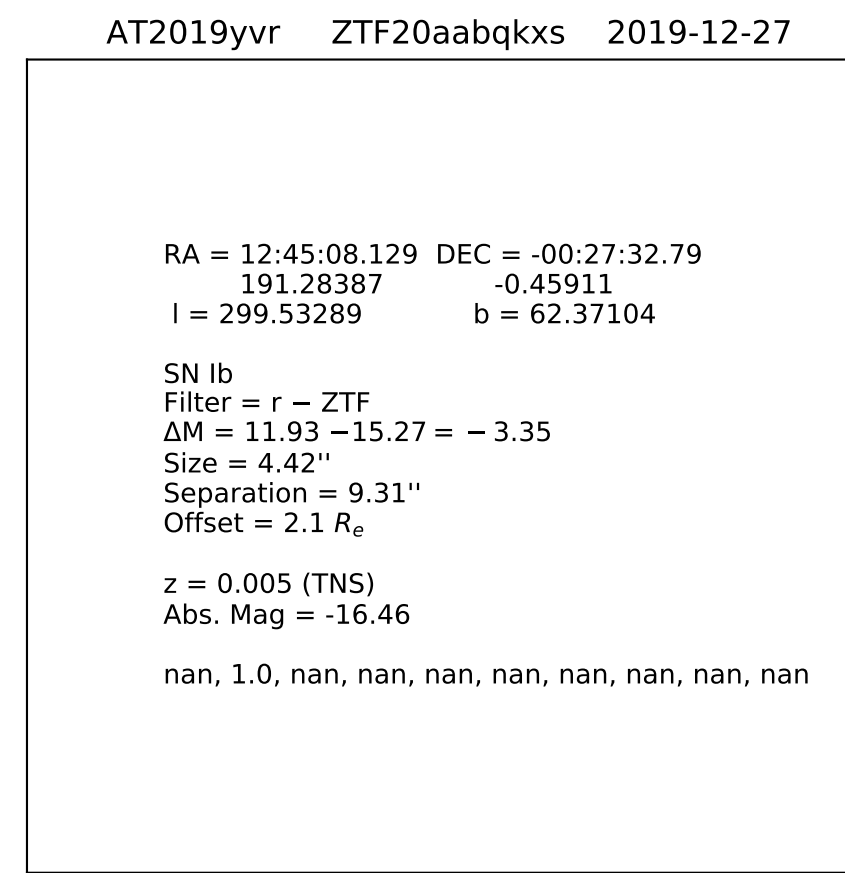 AT2019yvr ZTF20aabqkxs 2019-12-27
RA = 12:45:08.129 DEC = -00:27:32.79
191.28387 -0.45911
l = 299.53289 b = 62.37104
SN Ib
Filter = r − ZTF
ΔM = 11.93 −15.27 = − 3.35
Size = 4.42''
Separation = 9.31''
Offset = 2.1 Rₑ
z = 0.005 (TNS)
Abs. Mag = -16.46
nan, 1.0, nan, nan, nan, nan, nan, nan, nan, nan